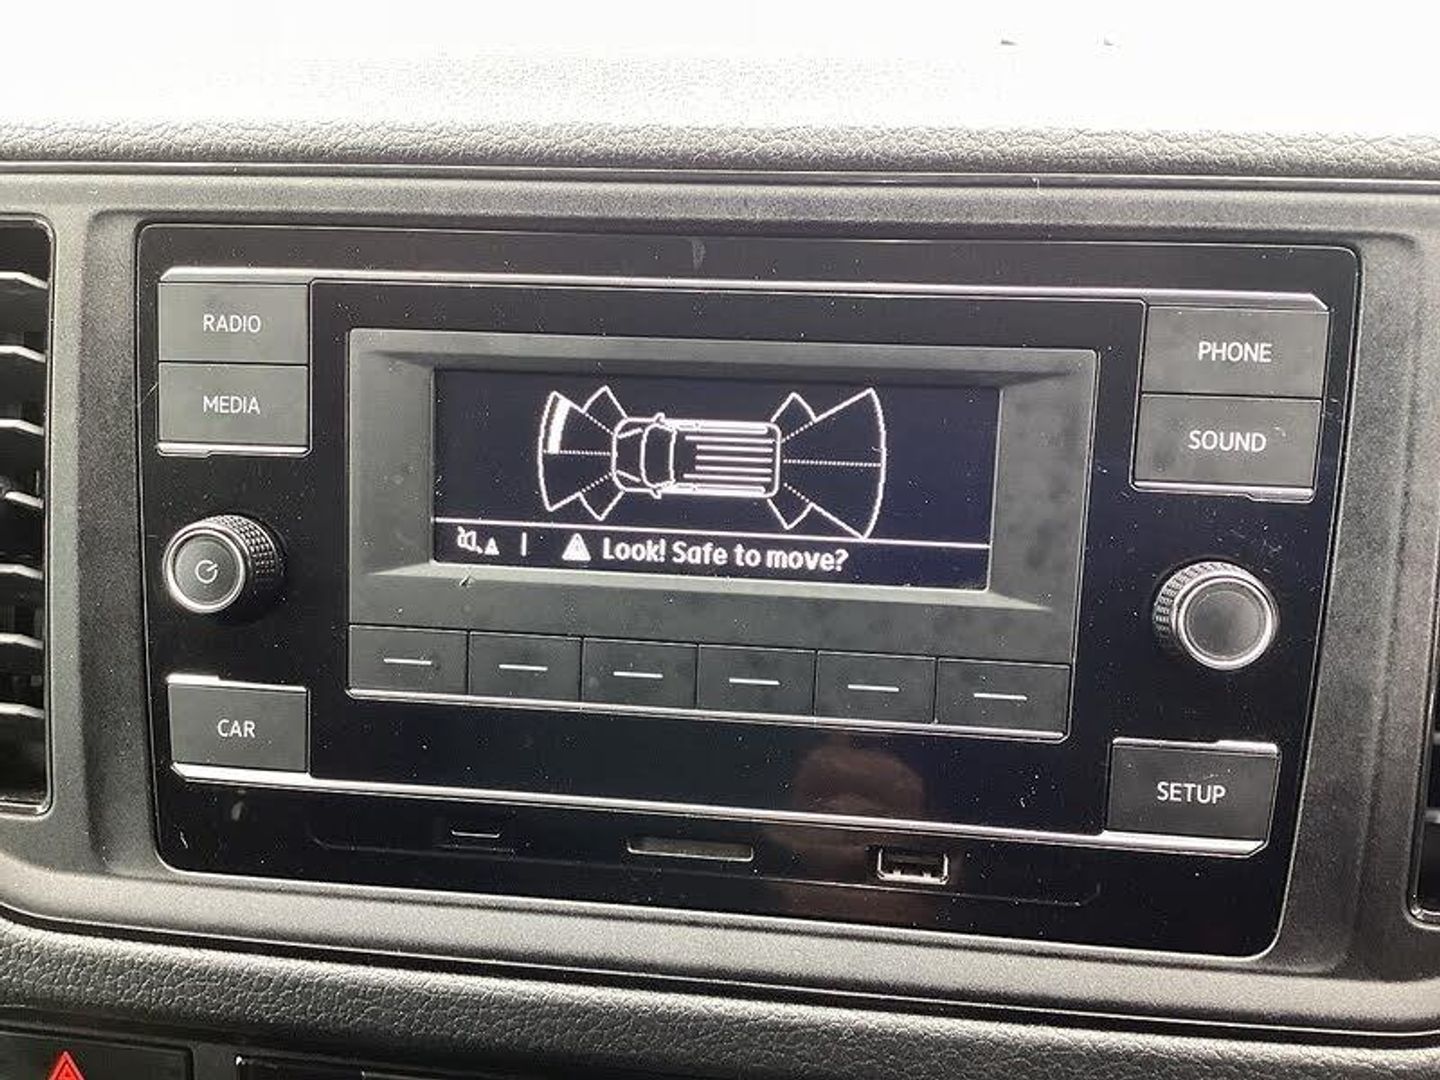 RADIO
MEDIA
PHONE
SOUND
Look! Safe to move?
CAR
SETUP